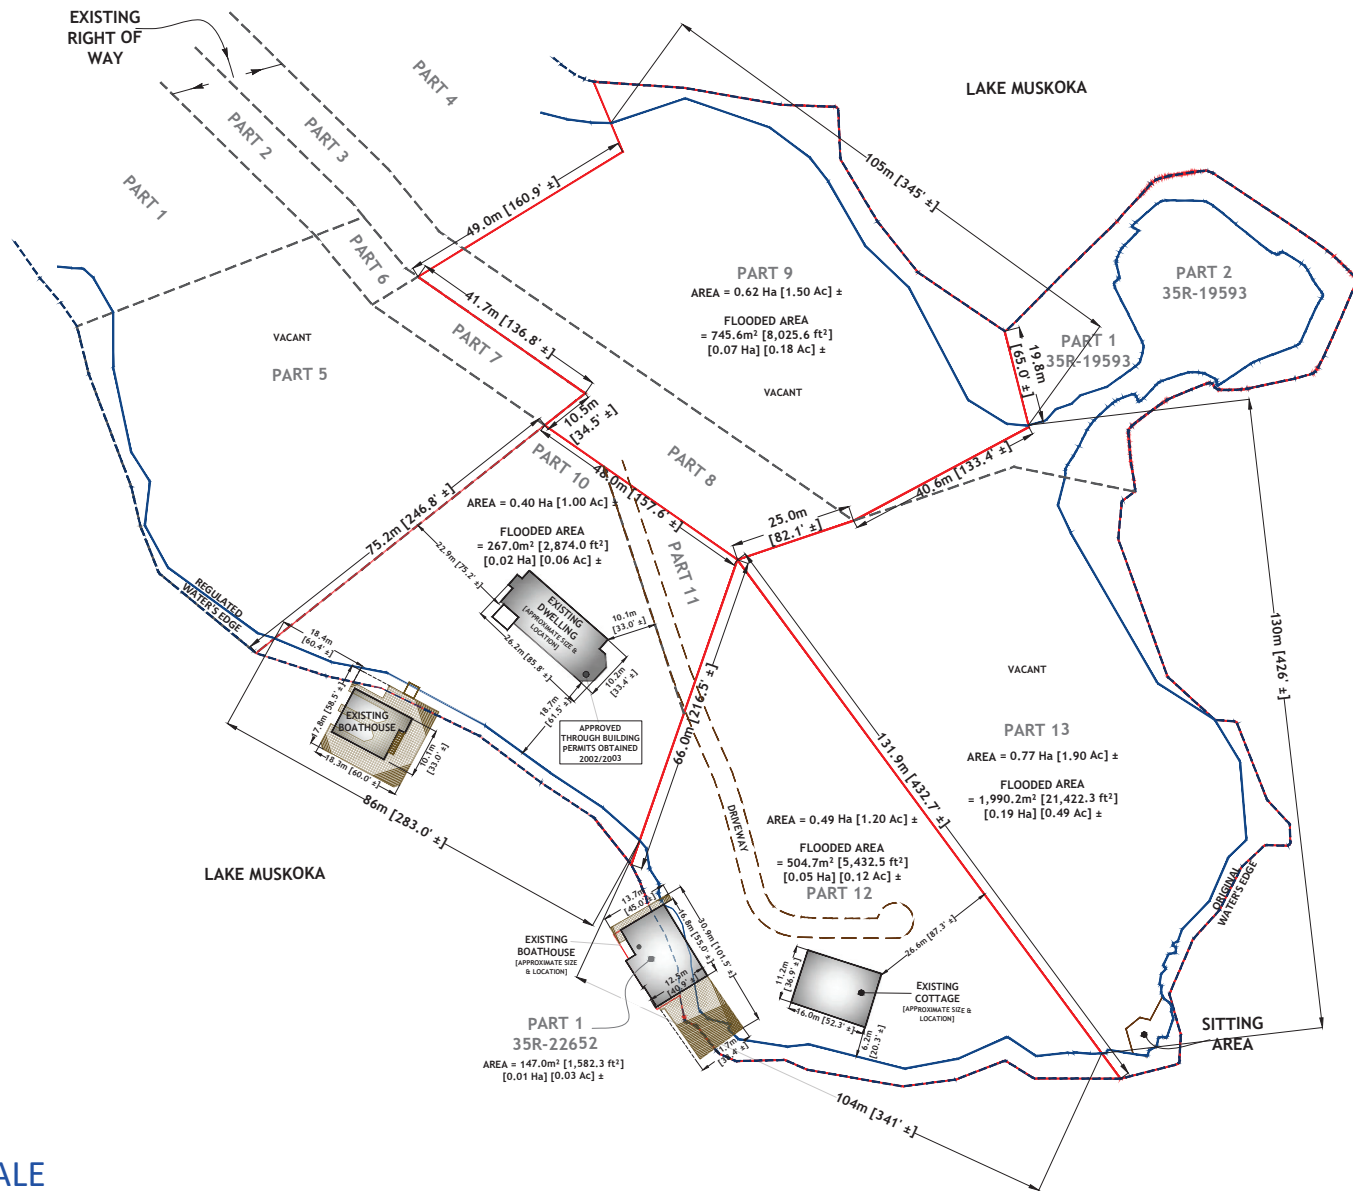 EXISTING
RIGHT OF
WAY
PART 4
LAKE MUSKOKA
PART 3
PART 2
PART 1
105m [345' ±]
49.0m [160.9' ±]
PART 6
PART 9
AREA = 0.62 Ha [1.50 Ac] ±
FLOODED AREA
= 745.6m² [8,025.6 ft²]
[0.07 Ha] [0.18 Ac] ±
VACANT
PART 2
35R-19593
PART 1
35R-19593
19.8m
[65.0' ±]
41.7m [136.8' ±]
PART 7
VACANT
PART 5
10.5m
[34.5' ±]
PART 10
48.0m [157.6' ±]
PART 8
40.6m [133.4' ±]
25.0m
[82.1' ±]
AREA = 0.40 Ha [1.00 Ac] ±
FLOODED AREA
= 267.0m² [2,874.0 ft²]
[0.02 Ha] [0.06 Ac] ±
75.2m [246.8' ±]
22.9m [75.2' ±]
PART 11
REGULATED
WATER'S EDGE
EXISTING
DWELLING
[APPROXIMATE SIZE &
LOCATION]
10.1m
[33.0' ±]
26.2m [85.8' ±]
10.2m
[33.4' ±]
18.7m
[61.5' ±]
18.4m
[60.4' ±]
17.8m [58.5' ±]
EXISTING
BOATHOUSE
10.1m
[33.0' ±]
18.3m [60.0' ±]
86m [283.0' ±]
APPROVED
THROUGH BUILDING
PERMITS OBTAINED
2002/2003
66.0m [216.5' ±]
131.9m [432.7' ±]
130m [426' ±]
VACANT
PART 13
AREA = 0.77 Ha [1.90 Ac] ±
FLOODED AREA
= 1,990.2m² [21,422.3 ft²]
[0.19 Ha] [0.49 Ac] ±
DRIVEWAY
AREA = 0.49 Ha [1.20 Ac] ±
FLOODED AREA
= 504.7m² [5,432.5 ft²]
[0.05 Ha] [0.12 Ac] ±
PART 12
LAKE MUSKOKA
ORIGINAL
WATER'S EDGE
13.7m
[45.0' ±]
16.8m [55.0' ±]
30.9m [101.5' ±]
EXISTING
BOATHOUSE
[APPROXIMATE SIZE
& LOCATION]
12.5m
[40.9' ±]
26.6m [87.3' ±]
11.2m
[36.9' ±]
16.0m [52.3' ±]
EXISTING
COTTAGE
[APPROXIMATE SIZE &
LOCATION]
6.2m
[20.3' ±]
SITTING
AREA
PART 1
35R-22652
AREA = 147.0m² [1,582.3 ft²]
[0.01 Ha] [0.03 Ac] ±
104m [341' ±]
ALE